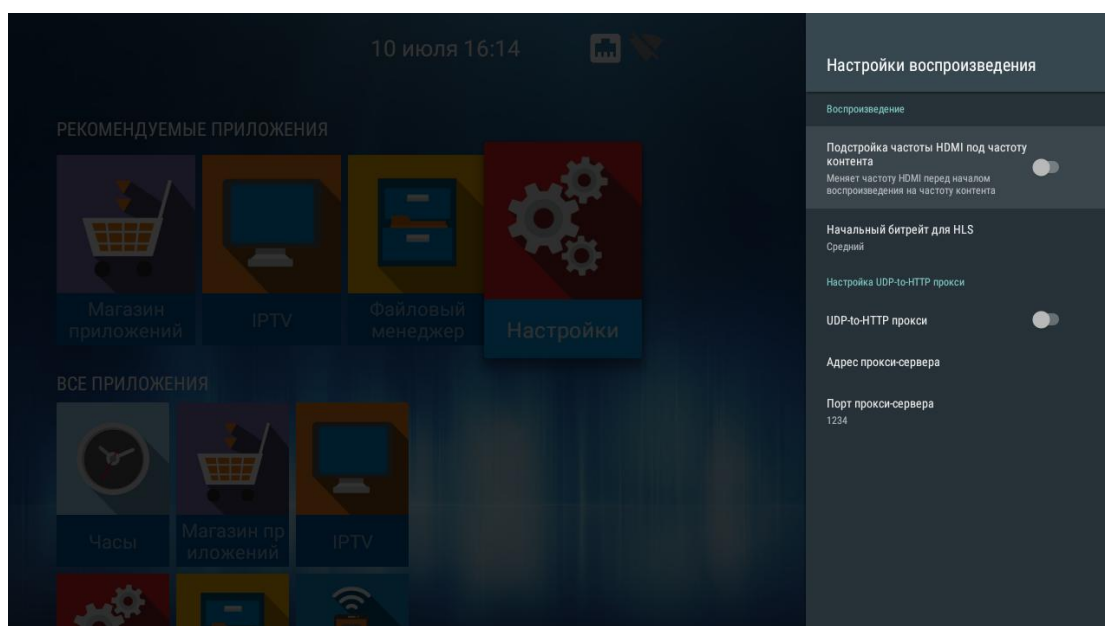 10 июля 16:14
РЕКОМЕНДУЕМЫЕ ПРИЛОЖЕНИЯ
Магазин
приложений
IPTV
Файловый
менеджер
Настройки
ВСЕ ПРИЛОЖЕНИЯ
Часы
Магазин пр
иложений
IPTV
Настройки воспроизведения
Воспроизведение
Подстройка частоты HDMI под частоту
контента
Меняет частоту HDMI перед началом
воспроизведения на частоту контента
Начальный битрейт для HLS
Средний
Настройка UDP-to-HTTP прокси
UDP-to-HTTP прокси
Адрес прокси-сервера
Порт прокси-сервера
1234